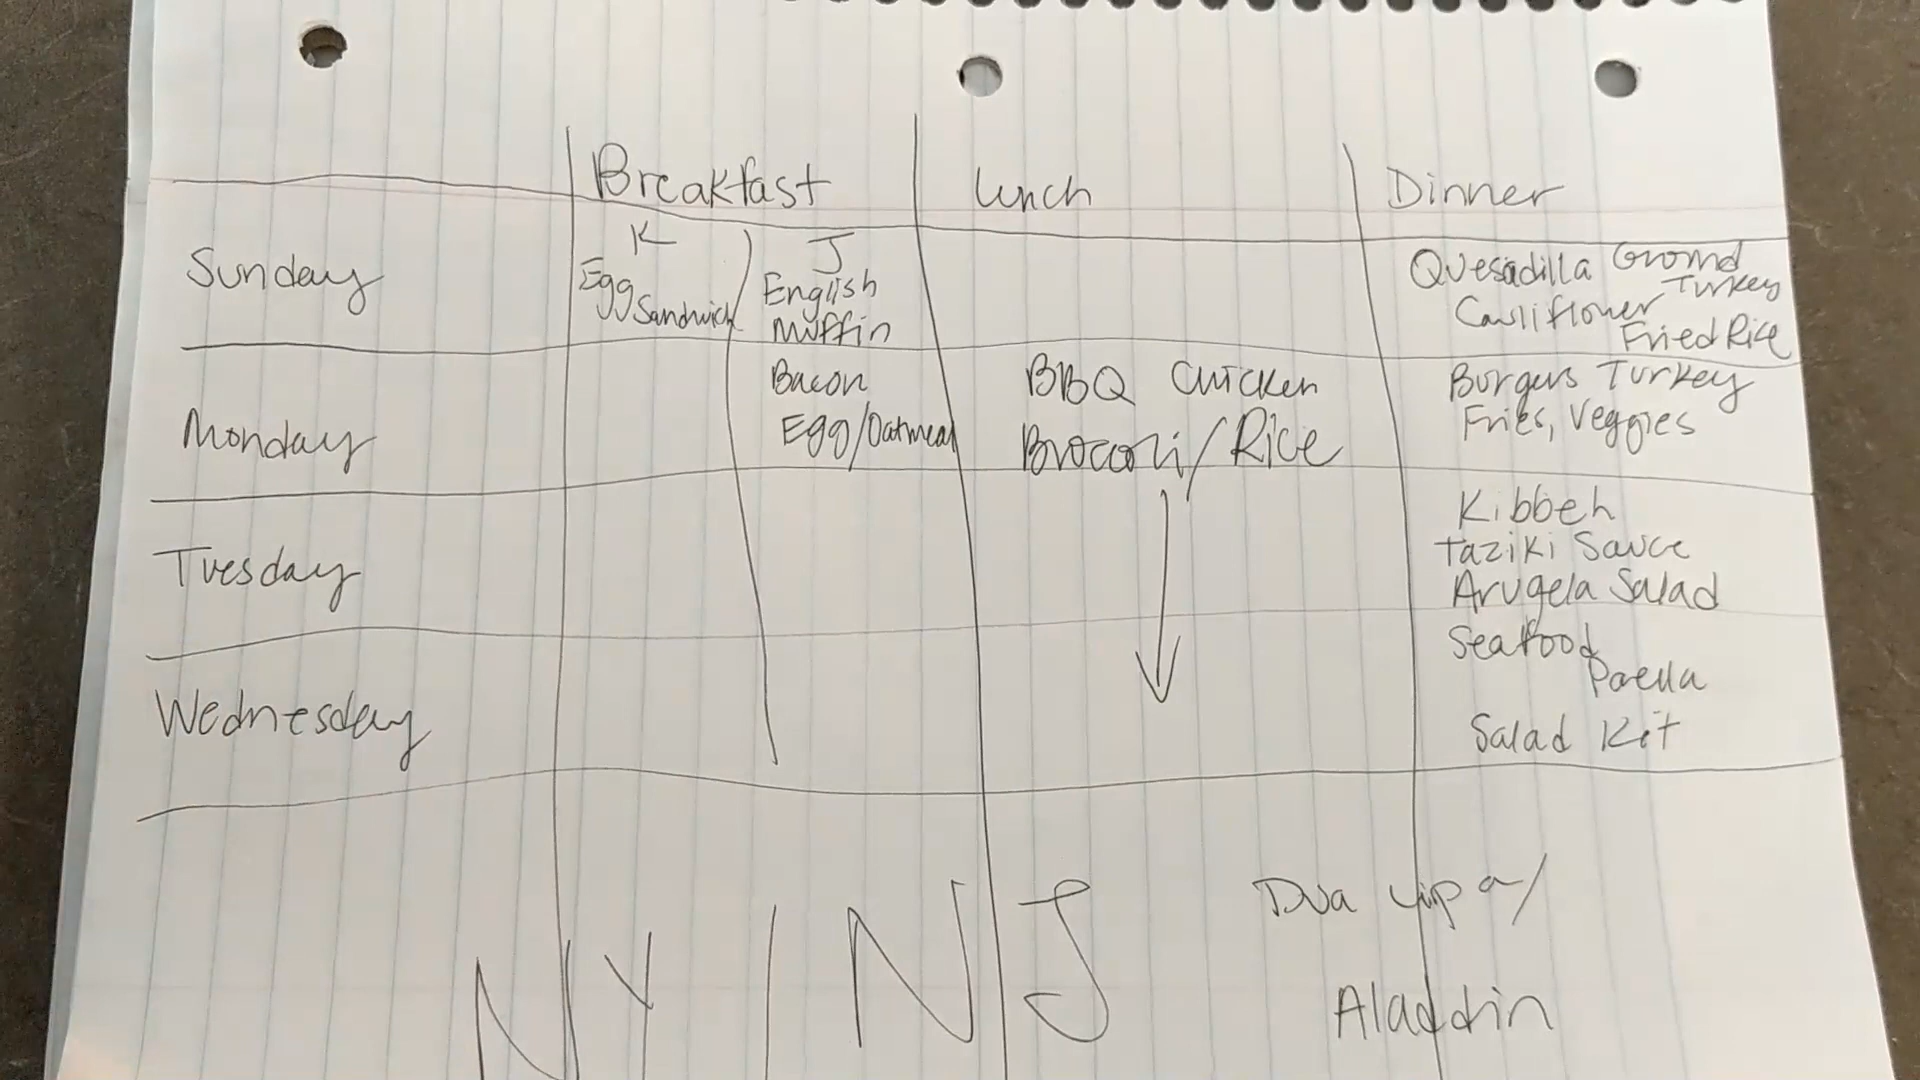 Breakfast Lunch Dinner
Sunday
K
Egg
Sandwich
J
English
Muffin
Quesadilla Ground
Turkey
Cauliflower
Fried Rice
Monday
Bacon
Egg/Oatmeal
BBQ Chicken
Broccoli/Rice
Burgers Turkey
Fries, Veggies
Tuesday
Kibbeh
Taziki Sauce
Arugela Salad
Wednesday
Seafood
Paella
Salad Kit
NY/NJ
Dua Lipa/
Aladdin